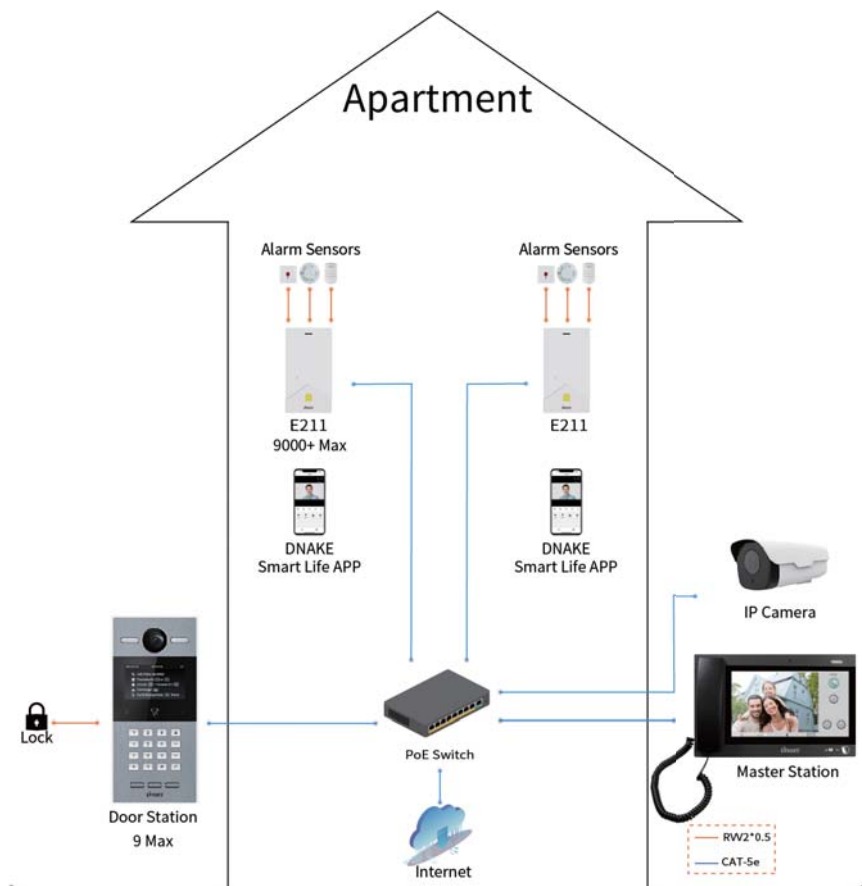 Apartment
Alarm Sensors
Alarm Sensors
E211
9000+ Max
E211
DNAKE
Smart Life APP
DNAKE
Smart Life APP
IP Camera
Lock
PoE Switch
Master Station
Door Station
9 Max
Internet
RVV2*0.5
CAT-5e